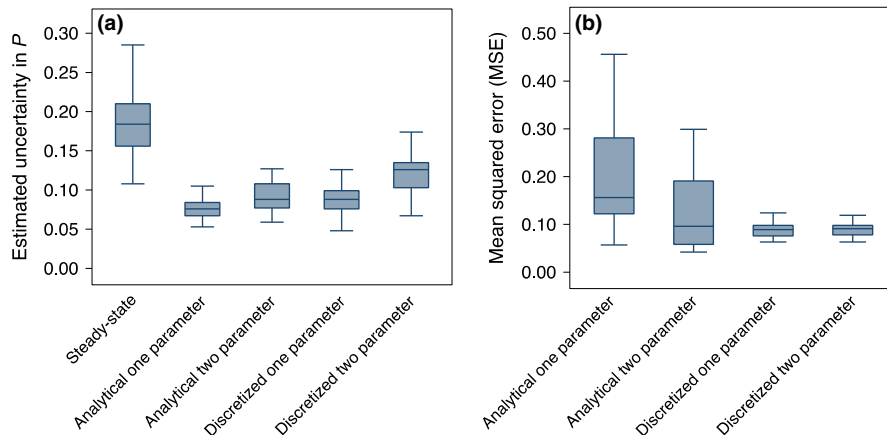 (a)
Estimated uncertainty in P
0.30
0.25
0.20
0.15
0.10
0.05
0.00
Steady-state
Analytical one parameter
Analytical two parameter
Discretized one parameter
Discretized two parameter
(b)
Mean squared error (MSE)
0.50
0.40
0.30
0.20
0.10
0.00
Analytical one parameter
Analytical two parameter
Discretized one parameter
Discretized two parameter